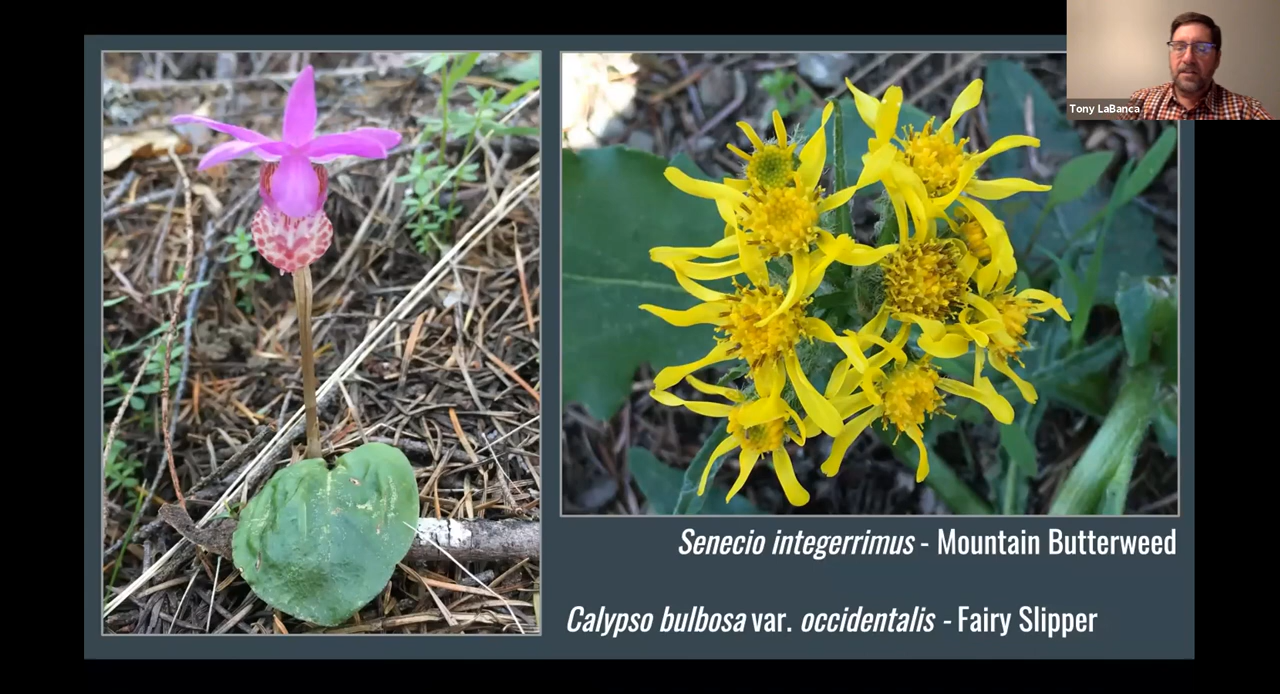 Tony LaBanca
Senecio integerrimus - Mountain Butterweed
Calypso bulbosa var. occidentalis - Fairy Slipper